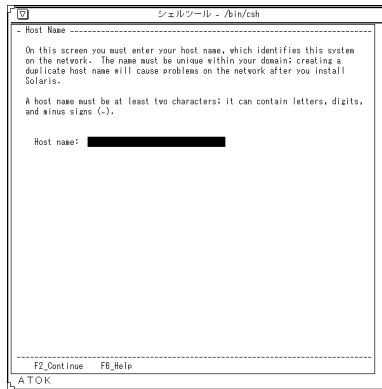 シェルツール - /bin/csh
- Host Name -
On this screen you must enter your host name, which identifies this system
on the network.  The name must be unique within your domain; creating a
duplicate host name will cause problems on the network after you install
Solaris.
A host name must be at least two characters; it can contain letters, digits,
and minus signs (-).
Host name:
F2_Continue    F6_Help
ATOK